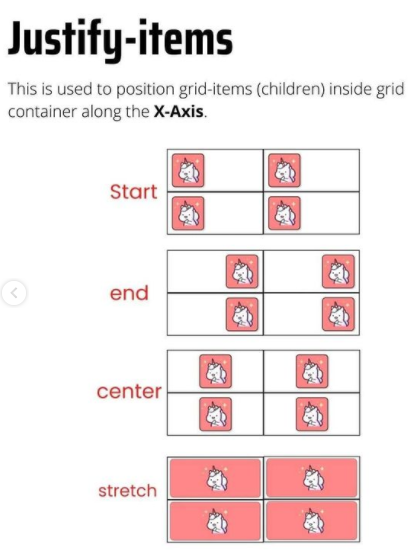 Justify-items
This is used to position grid-items (children) inside grid
container along the X-Axis.
Start
end
center
stretch